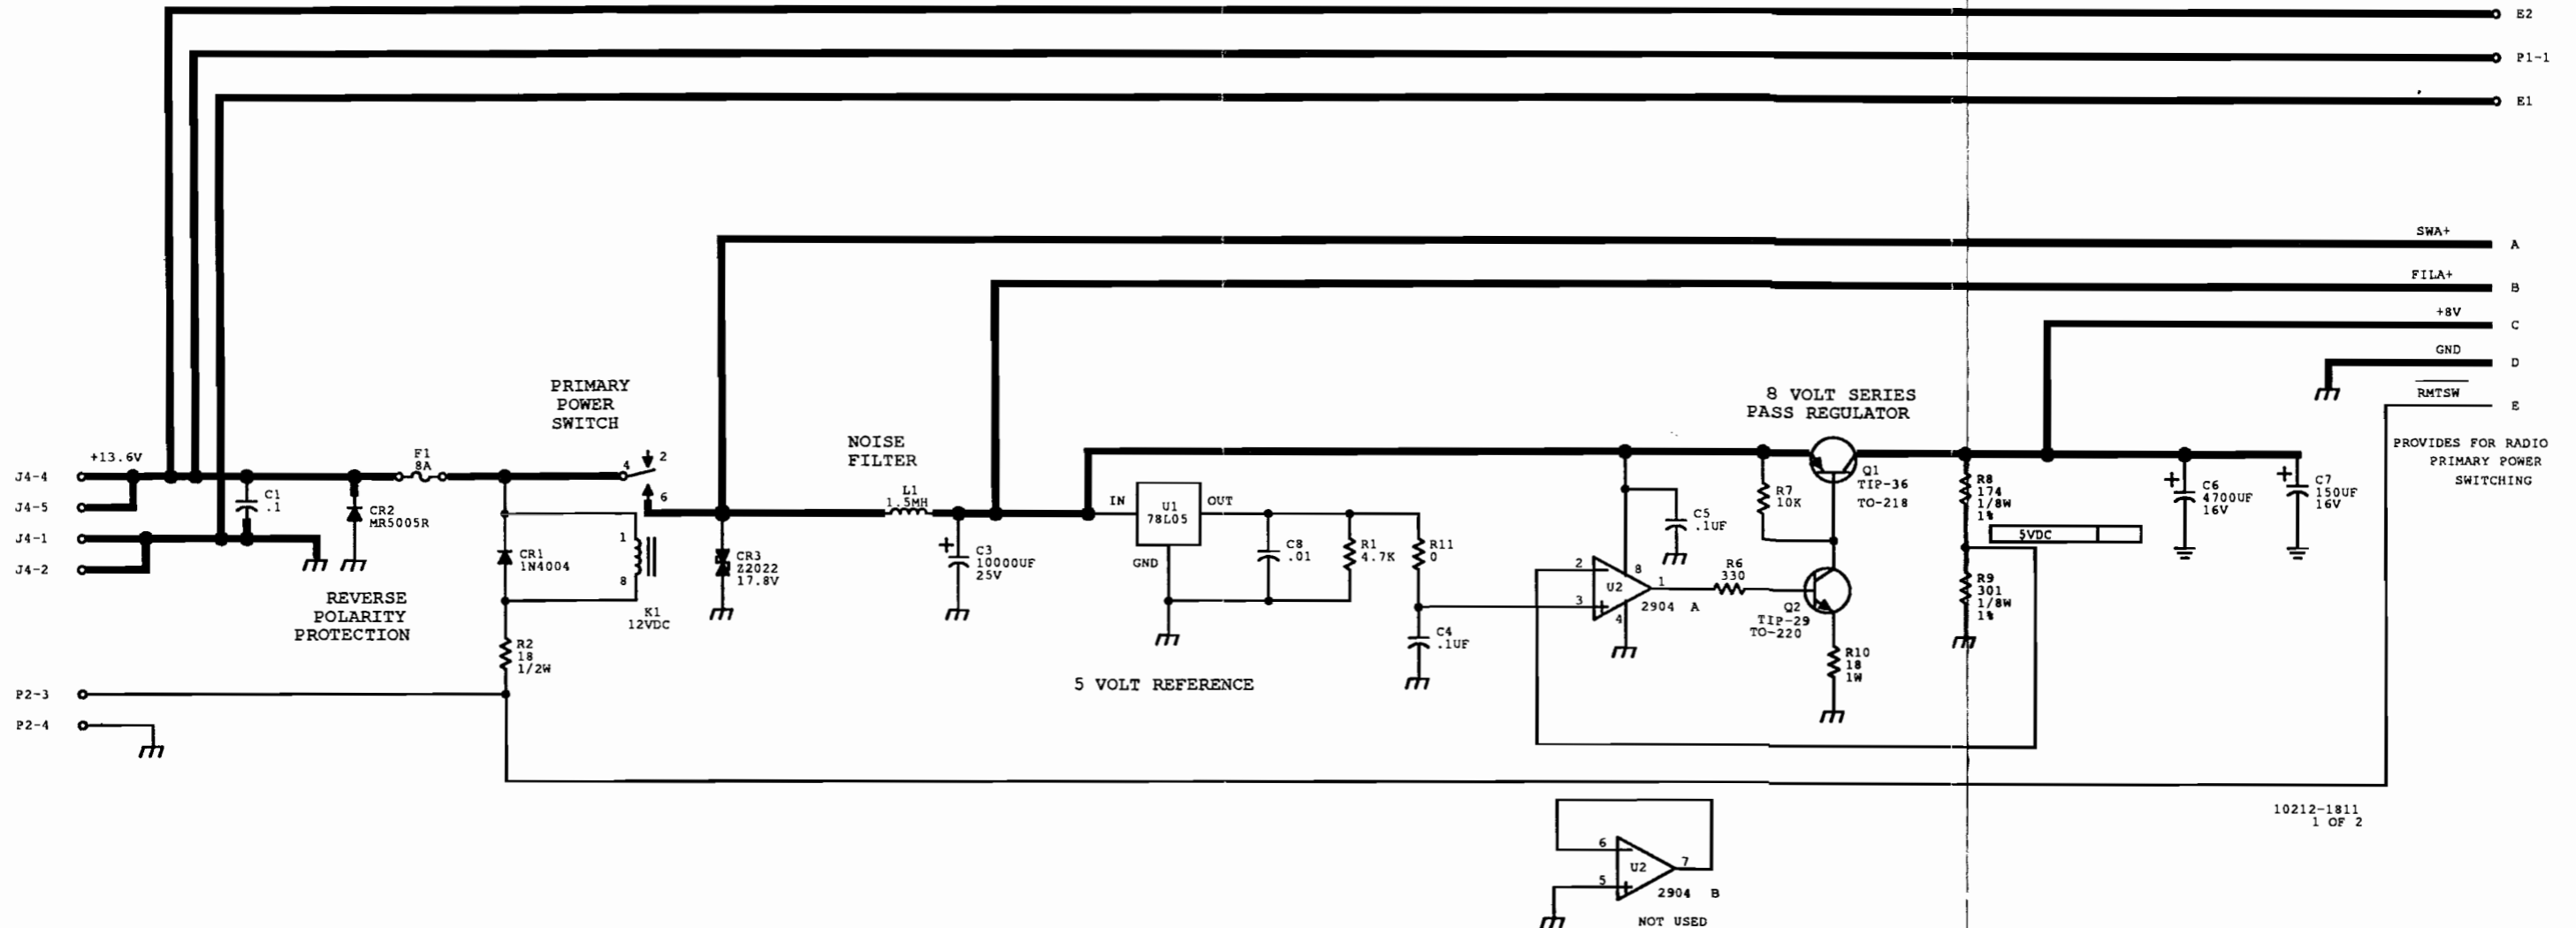 E2
P1-1
E1
SWA+ A
FILA+ B
+8V C
GND D
RMTSW E
PROVIDES FOR RADIO
PRIMARY POWER
SWITCHING
J4-4
+13.6V
J4-5
J4-1
J4-2
C1
.1
CR2
MR5005R
REVERSE
POLARITY
PROTECTION
F1
8A
PRIMARY
POWER
SWITCH
4
2
6
CR1
1N4004
1
8
K1
12VDC
R2
18
1/2W
P2-3
P2-4
CR3
Z2022
17.8V
NOISE
FILTER
L1
1.5MH
C3
10000UF
25V
IN
U1
78L05
OUT
GND
C8
.01
R1
4.7K
R11
0
C4
.1UF
5 VOLT REFERENCE
2
3
U2
8
4
1
2904 A
C5
.1UF
R6
330
R7
10K
8 VOLT SERIES
PASS REGULATOR
Q1
TIP-36
TO-218
Q2
TIP-29
TO-220
R10
18
1W
R8
174
1/8W
1%
5VDC
R9
301
1/8W
1%
C6
4700UF
16V
C7
150UF
16V
6
5
U2
7
2904 B
NOT USED
10212-1811
1 OF 2